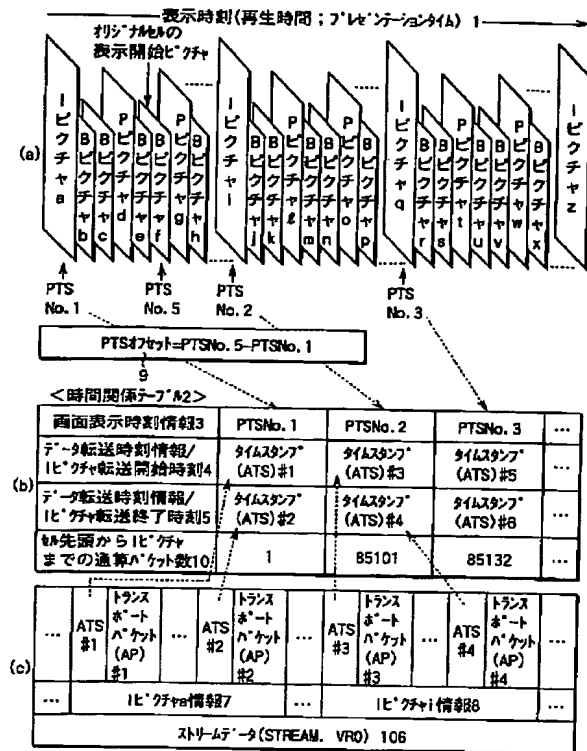 表示時刻(再生時間;プレゼンテーションタイム) 1
オリジナルセルの
表示開始ピクチャ
(a)
Iピクチャa
Bピクチャb
Bピクチャc
Pピクチャd
Bピクチャe
Bピクチャf
Pピクチャg
Bピクチャh
Iピクチャi
Bピクチャj
Bピクチャk
Pピクチャℓ
Bピクチャm
Bピクチャn
Pピクチャo
Bピクチャp
Iピクチャq
Bピクチャr
Bピクチャs
Pピクチャt
Bピクチャu
Bピクチャv
Pピクチャw
Bピクチャx
Iピクチャz
PTS No.1
PTS No.5
PTS No.2
PTS No.3
PTSオフセット=PTSNo.5-PTSNo.1
9
<時間関係テーブル2>
(b)
画面表示時刻情報3 PTSNo.1 PTSNo.2 PTSNo.3 …
データ転送時刻情報/ タイムスタンプ タイムスタンプ タイムスタンプ …
Iピクチャ転送開始時刻4 (ATS)#1 (ATS)#3 (ATS)#5
データ転送時刻情報/ タイムスタンプ タイムスタンプ タイムスタンプ …
Iピクチャ転送終了時刻5 (ATS)#2 (ATS)#4 (ATS)#6
セル先頭からIピクチャ
までの通算パケット数10 1 85101 85132 …
(c)
… ATS #1 トランスポートパケット(AP) #1 … ATS #2 トランスポートパケット(AP) #2 … ATS #3 トランスポートパケット(AP) #3 … ATS #4 トランスポートパケット(AP) #4 …
… Iピクチャa情報7 … Iピクチャi情報8 …
ストリームデータ(STREAM. VRO) 106